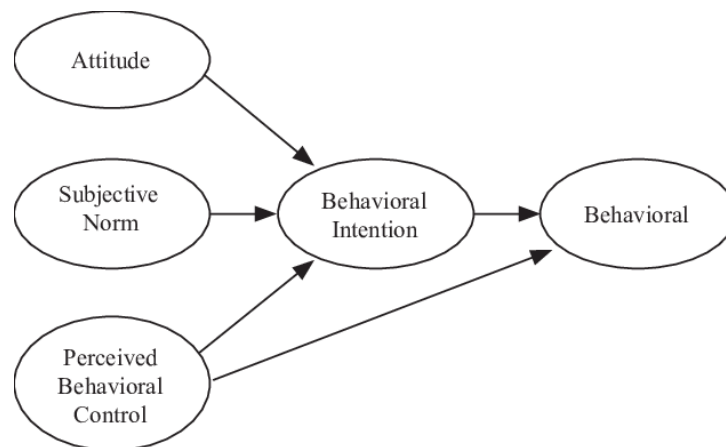 Attitude
Subjective
Norm
Behavioral
Intention
Behavioral
Perceived
Behavioral
Control